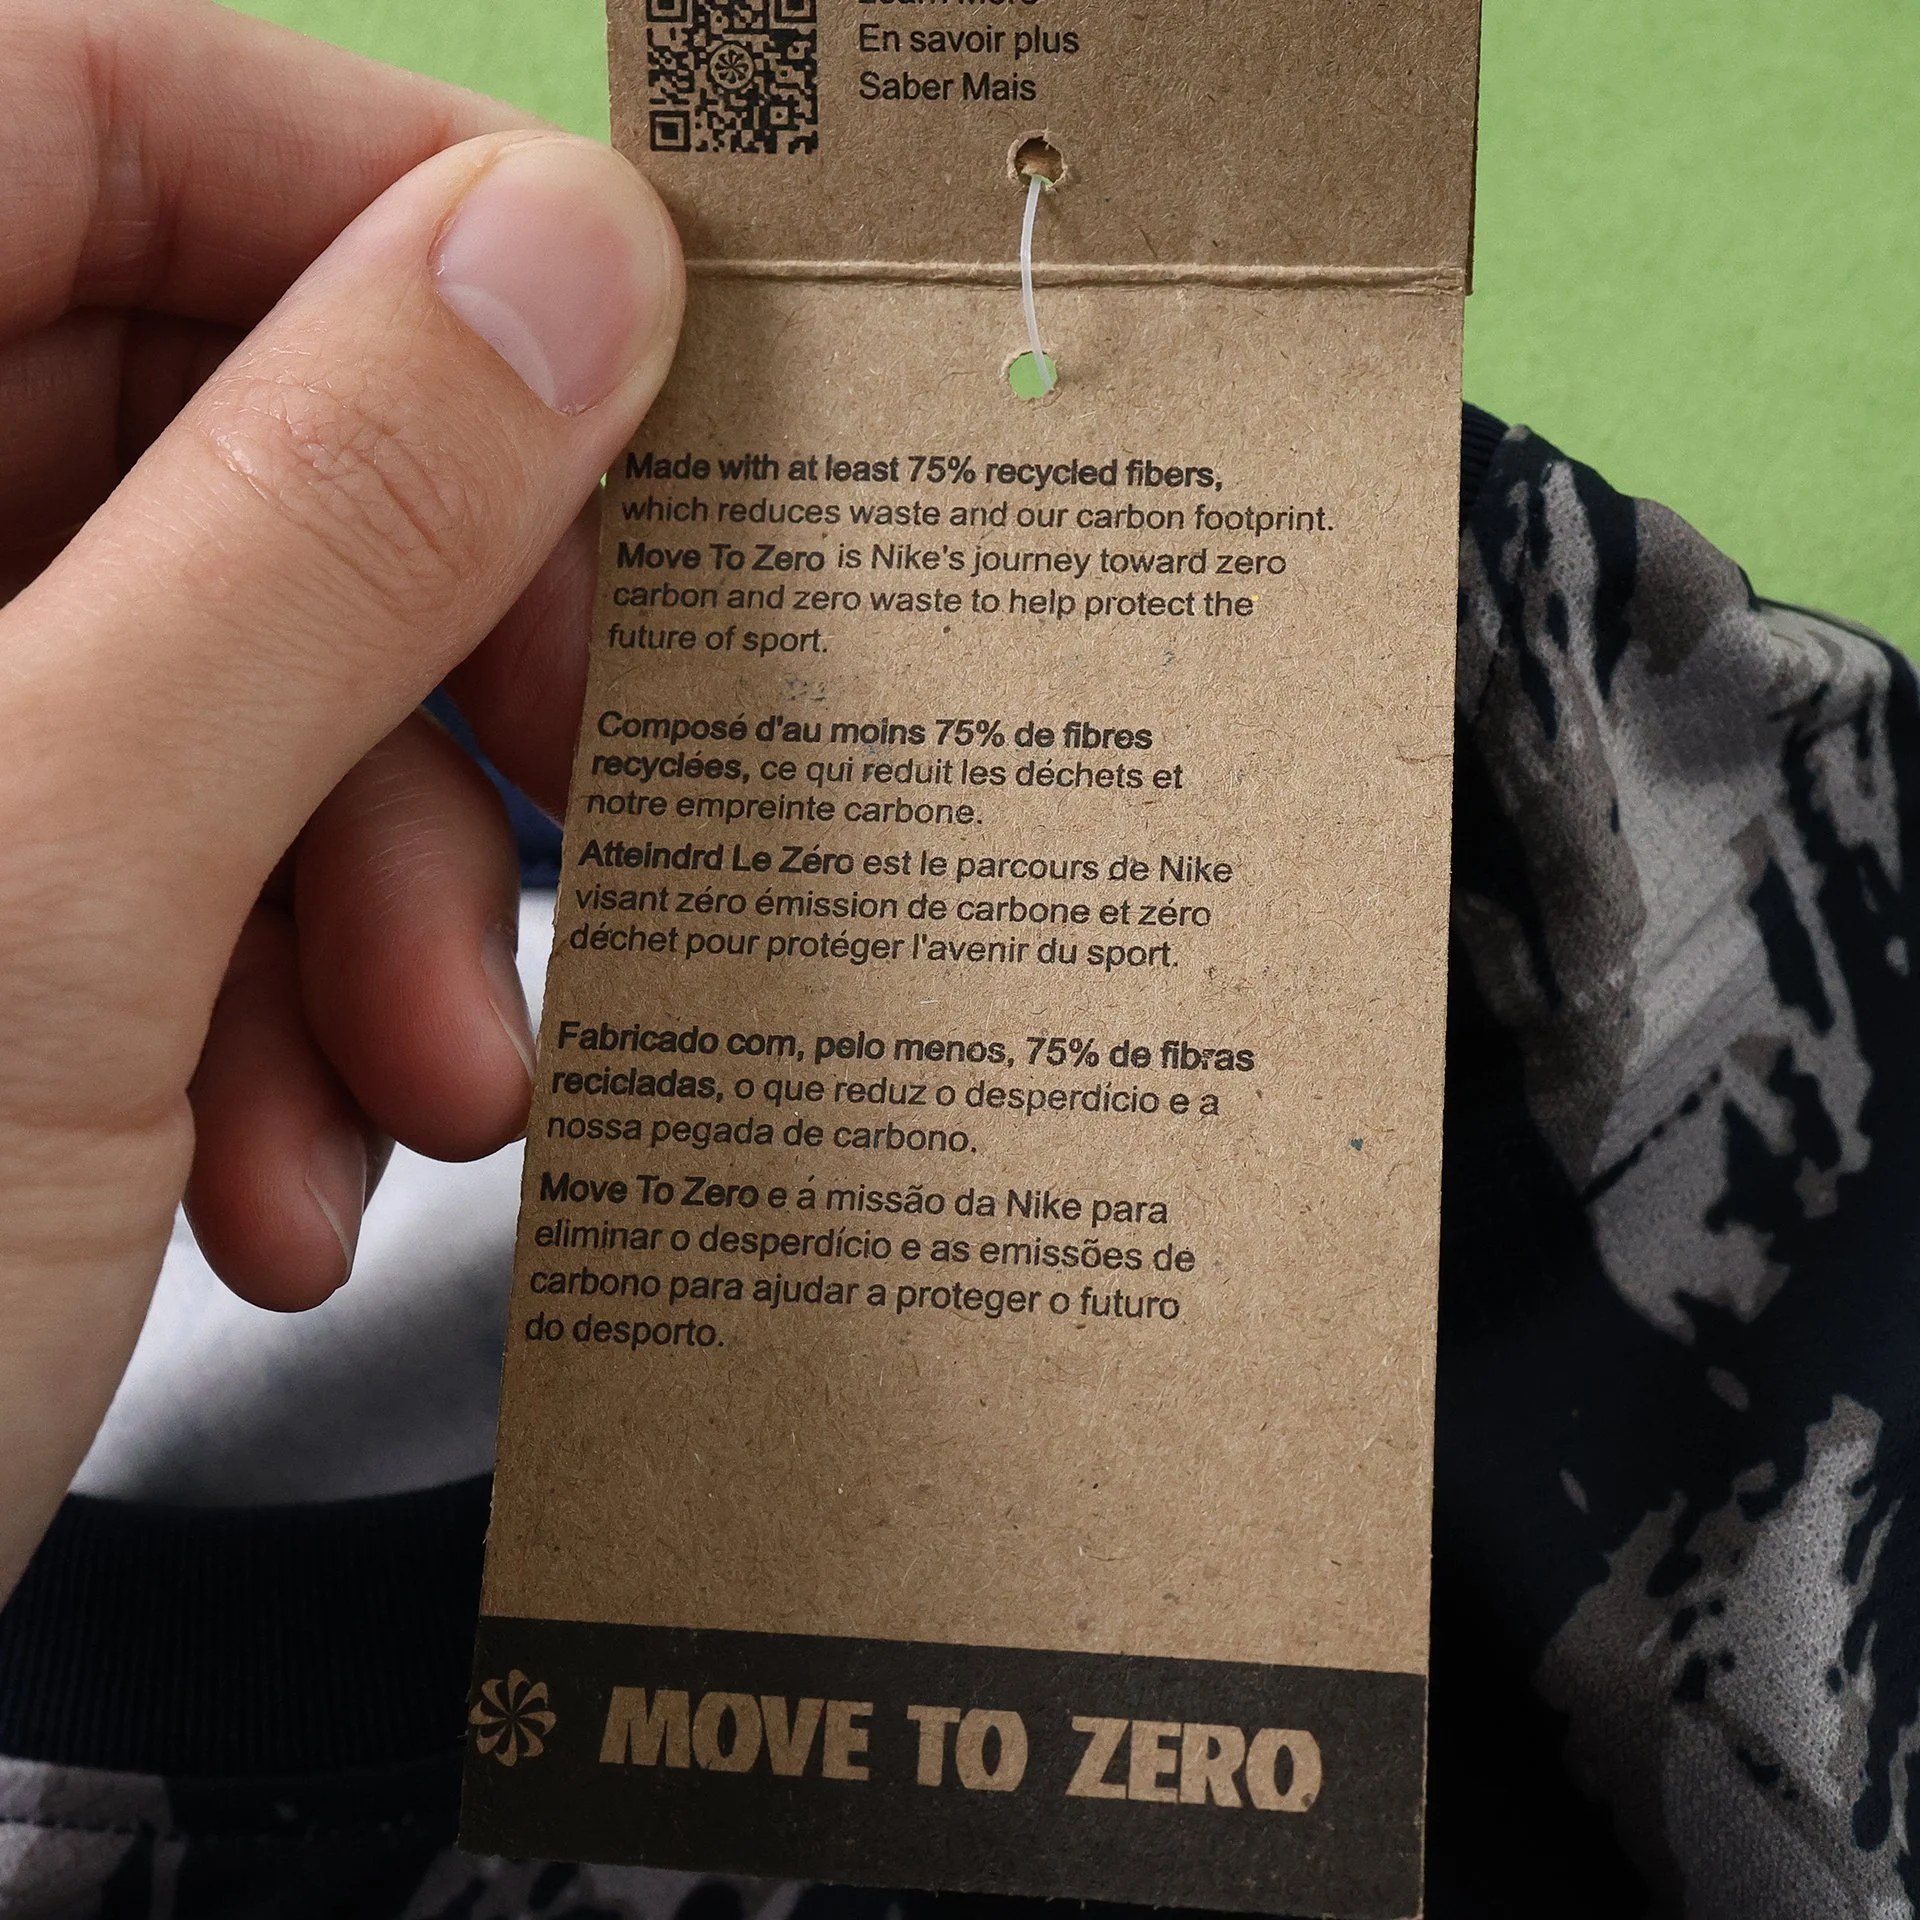 Learn More
En savoir plus
Saber Mais
Made with at least 75% recycled fibers,
which reduces waste and our carbon footprint.
Move To Zero is Nike's journey toward zero
carbon and zero waste to help protect the
future of sport.
Composé d'au moins 75% de fibres
recyclées, ce qui reduit les déchets et
notre empreinte carbone.
Atteindrd Le Zéro est le parcours de Nike
visant zéro émission de carbone et zéro
déchet pour protéger l'avenir du sport.
Fabricado com, pelo menos, 75% de fibras
recicladas, o que reduz o desperdício e a
nossa pegada de carbono.
Move To Zero e á missão da Nike para
eliminar o desperdício e as emissões de
carbono para ajudar a proteger o futuro
do desporto.
MOVE TO ZERO